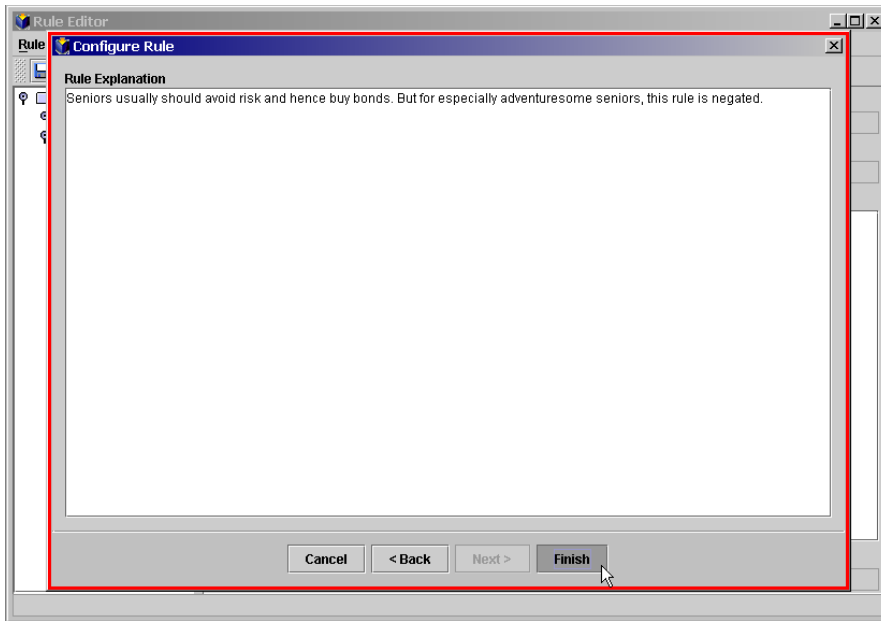 Rule Editor
Rule
Configure Rule
Rule Explanation
Seniors usually should avoid risk and hence buy bonds. But for especially adventuresome seniors, this rule is negated.
Cancel
< Back
Next >
Finish